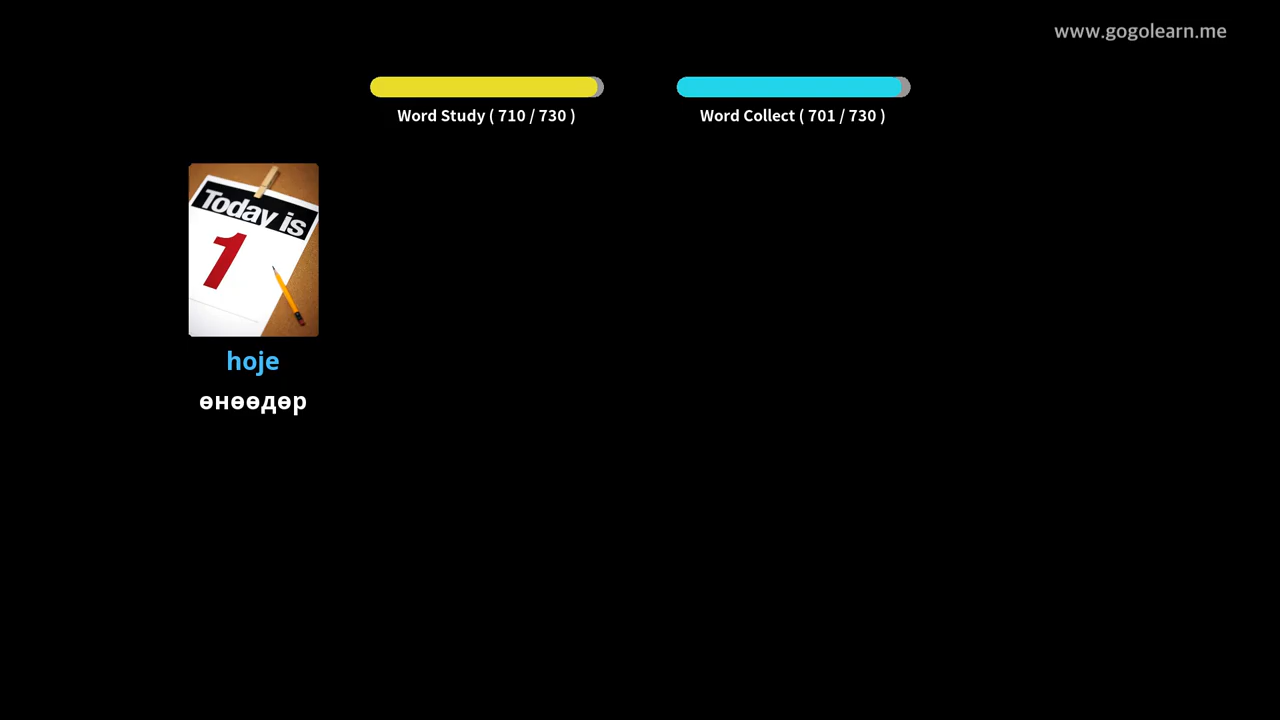 www.gogolearn.me
Word Study ( 710 / 730 )
Word Collect ( 701 / 730 )
Today is
1
hoje
өнөөдөр